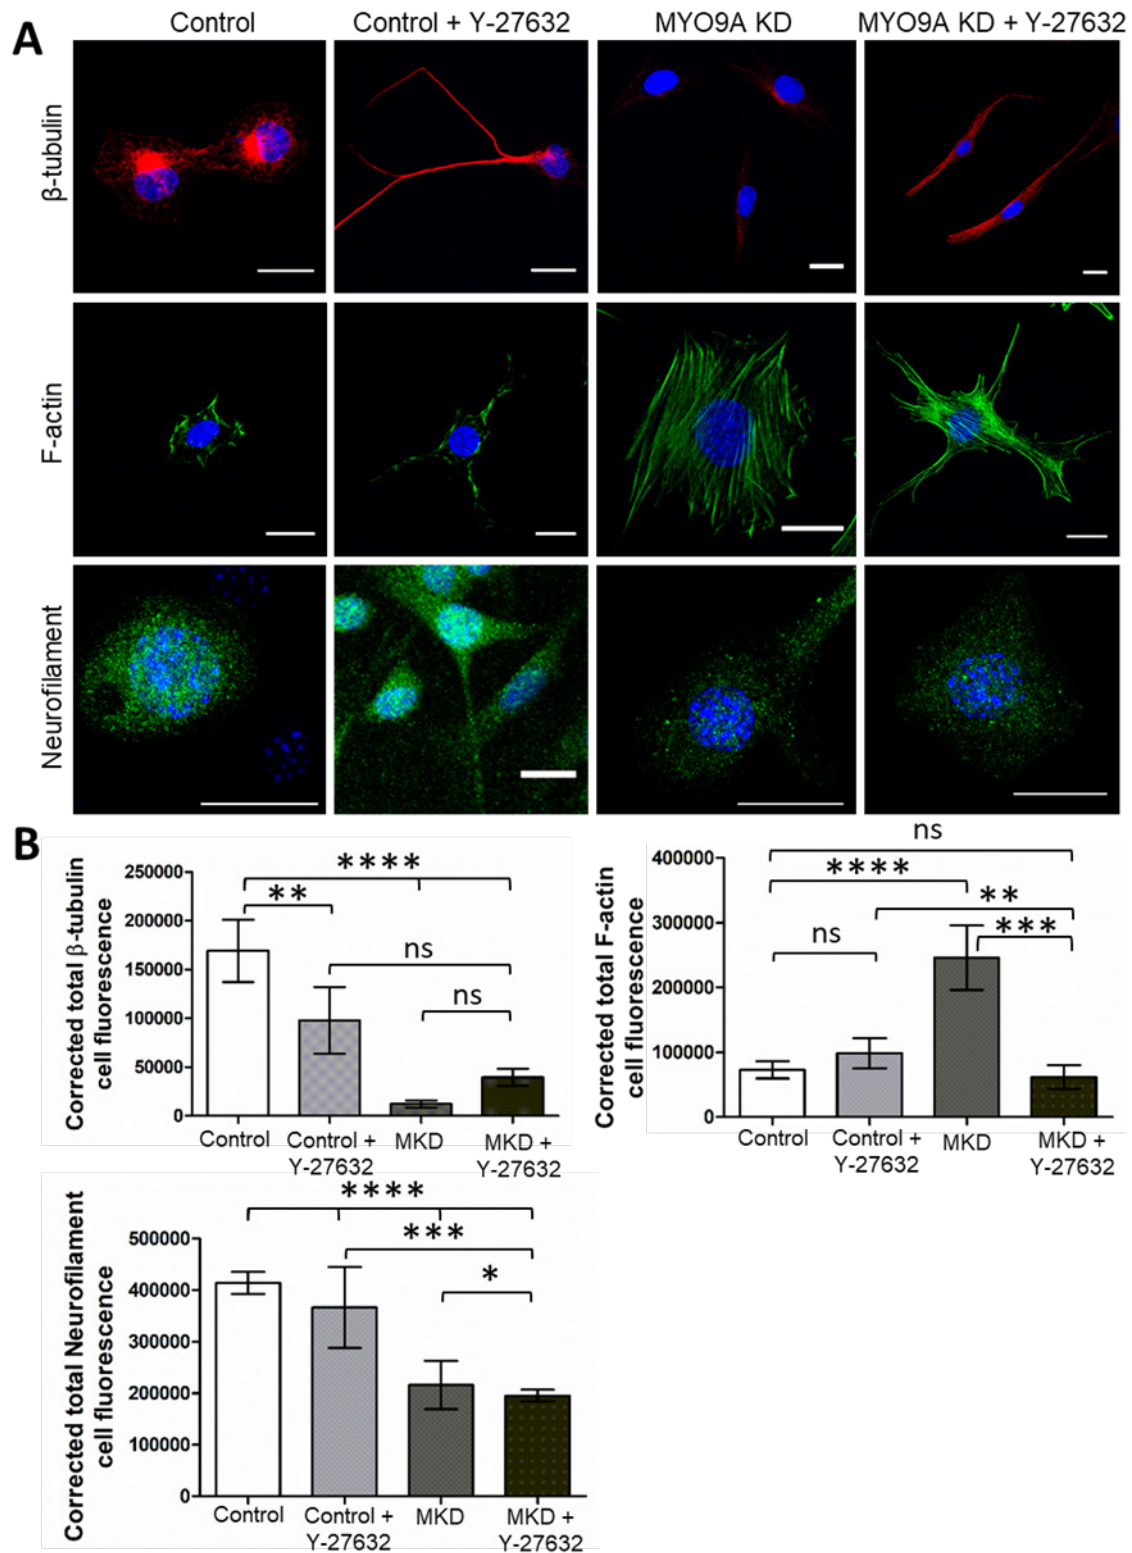 A
Control
Control + Y-27632
MYO9A KD
MYO9A KD + Y-27632
β-tubulin
F-actin
Neurofilament
B
Corrected total β-tubulin
cell fluorescence
250000
200000
150000
100000
50000
0
****
**
ns
ns
Control
Control +
Y-27632
MKD
MKD +
Y-27632
Corrected total F-actin
cell fluorescence
400000
300000
200000
100000
0
ns
****
**
ns
***
Control
Control +
Y-27632
MKD
MKD +
Y-27632
Corrected total Neurofilament
cell fluorescence
500000
400000
300000
200000
100000
0
****
***
*
Control
Control +
Y-27632
MKD
MKD +
Y-27632